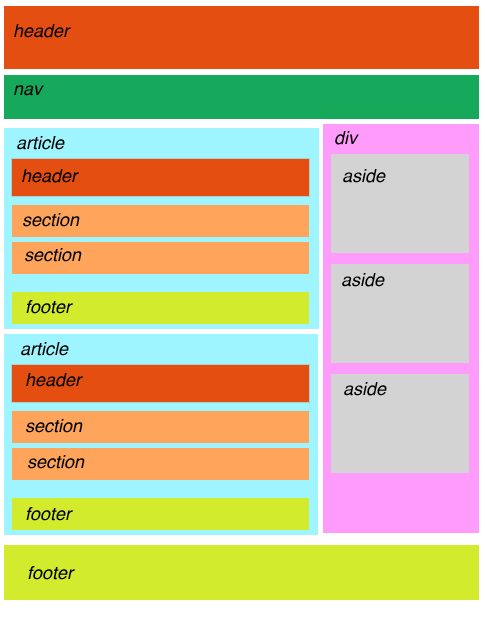 header
nav
article
header
section
section
footer
article
header
section
section
footer
div
aside
aside
aside
footer